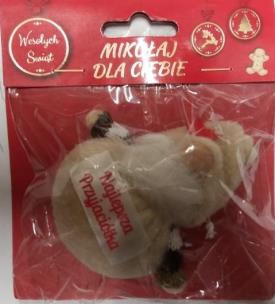 Wesołych
Świąt
MIKOŁAJ
DLA CIEBIE
Najlepsza
Przyjaciółka